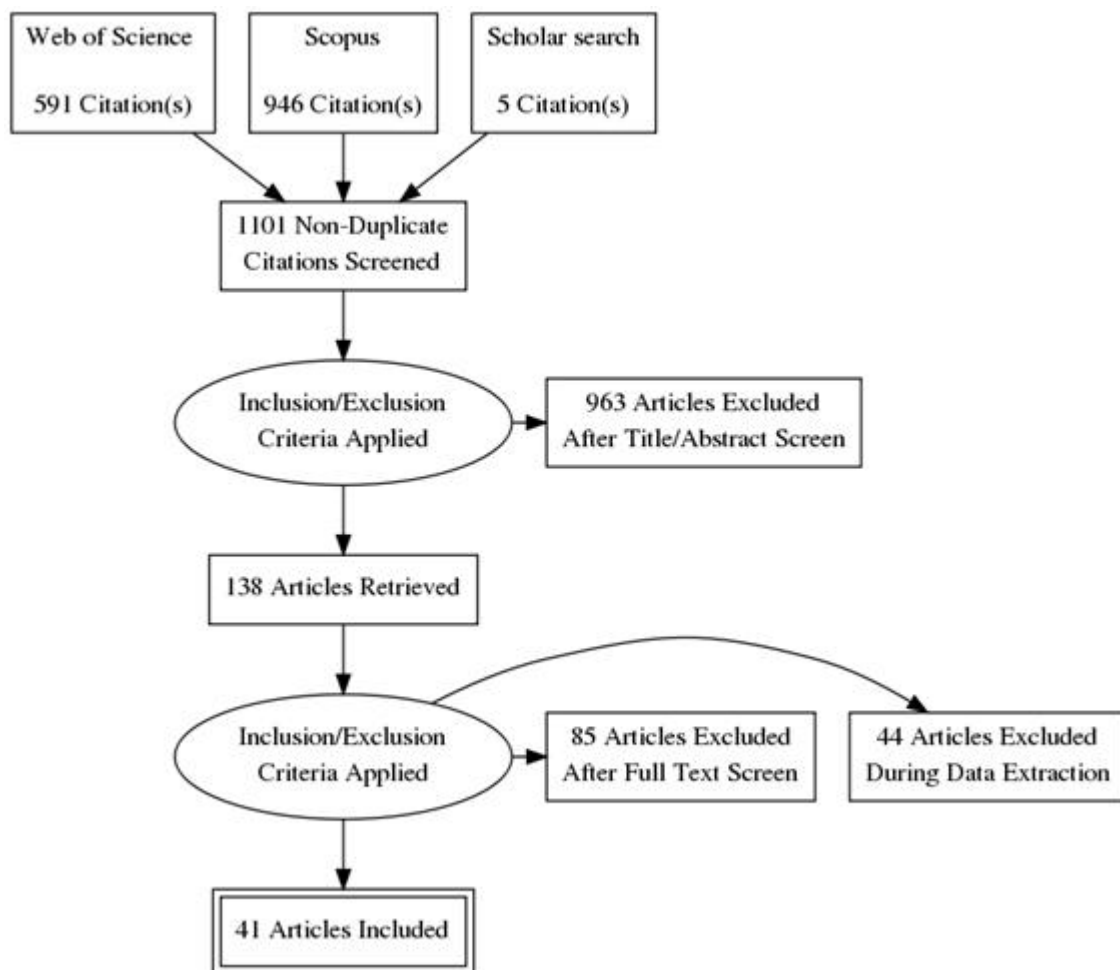 Web of Science
591 Citation(s)
Scopus
946 Citation(s)
Scholar search
5 Citation(s)
1101 Non-Duplicate
Citations Screened
Inclusion/Exclusion
Criteria Applied
963 Articles Excluded
After Title/Abstract Screen
138 Articles Retrieved
Inclusion/Exclusion
Criteria Applied
85 Articles Excluded
After Full Text Screen
44 Articles Excluded
During Data Extraction
41 Articles Included